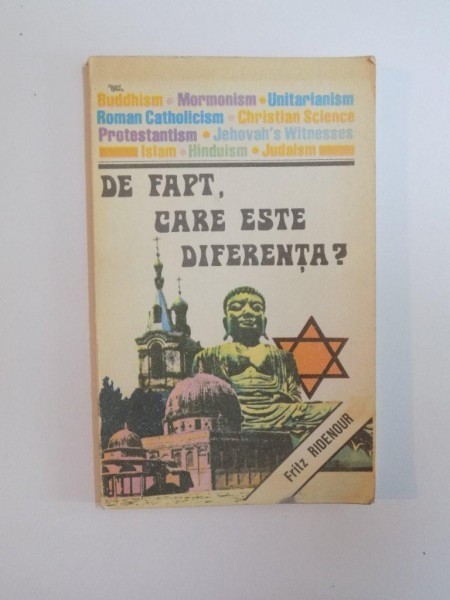 Buddhism • Mormonism • Unitarianism
Roman Catholicism • Christian Science
Protestantism • Jehovah's Witnesses
Islam • Hinduism • Judaism
DE FAPT,
CARE ESTE
DIFERENȚA?
Fritz RIDENOUR